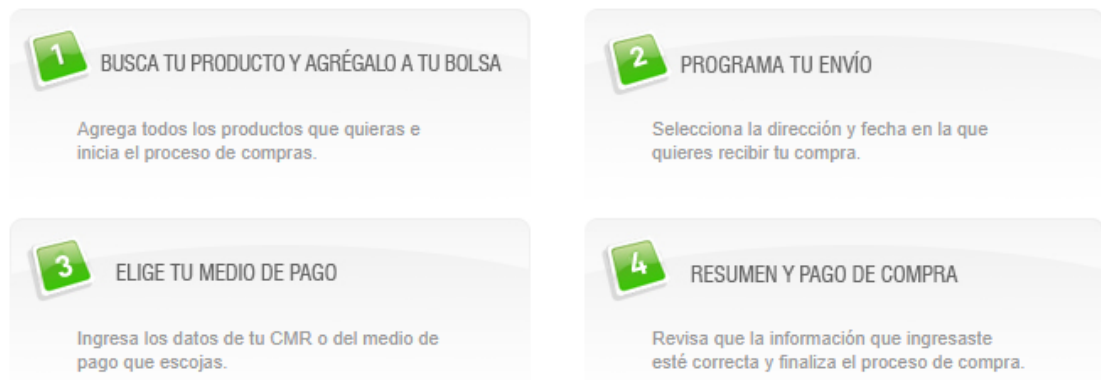 1
BUSCA TU PRODUCTO Y AGRÉGALO A TU BOLSA
Agrega todos los productos que quieras e
inicia el proceso de compras.
2
PROGRAMA TU ENVÍO
Selecciona la dirección y fecha en la que
quieres recibir tu compra.
3
ELIGE TU MEDIO DE PAGO
Ingresa los datos de tu CMR o del medio de
pago que escojas.
4
RESUMEN Y PAGO DE COMPRA
Revisa que la información que ingresaste
esté correcta y finaliza el proceso de compra.